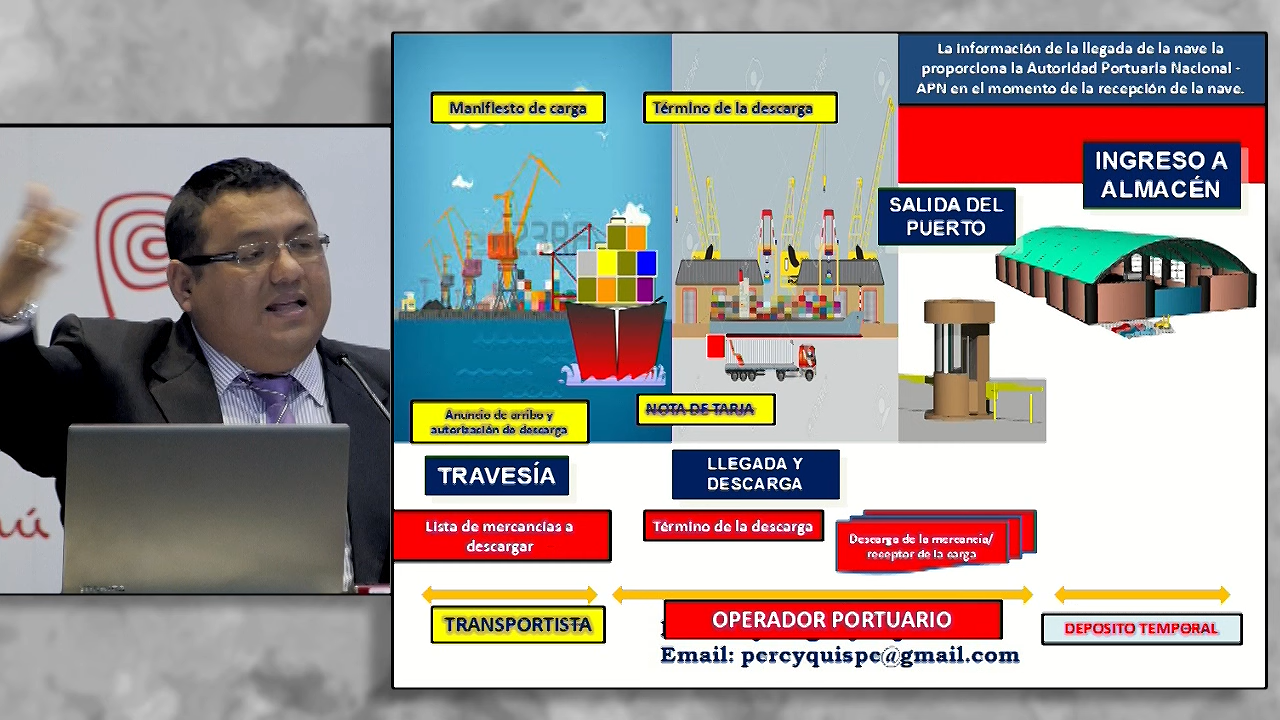 La información de la llegada de la nave la
proporciona la Autoridad Portuaria Nacional -
APN en el momento de la recepción de la nave.
Manifiesto de carga
Término de la descarga
INGRESO A
ALMACÉN
SALIDA DEL
PUERTO
Anuncio de arribo y
autorización de descarga
NOTA DE TARJA
TRAVESÍA
LLEGADA Y
DESCARGA
Lista de mercancías a
descargar
Término de la descarga
Descarga de la mercancía/
receptor de la carga
TRANSPORTISTA
OPERADOR PORTUARIO
DEPOSITO TEMPORAL
Email: percyquispe@gmail.com